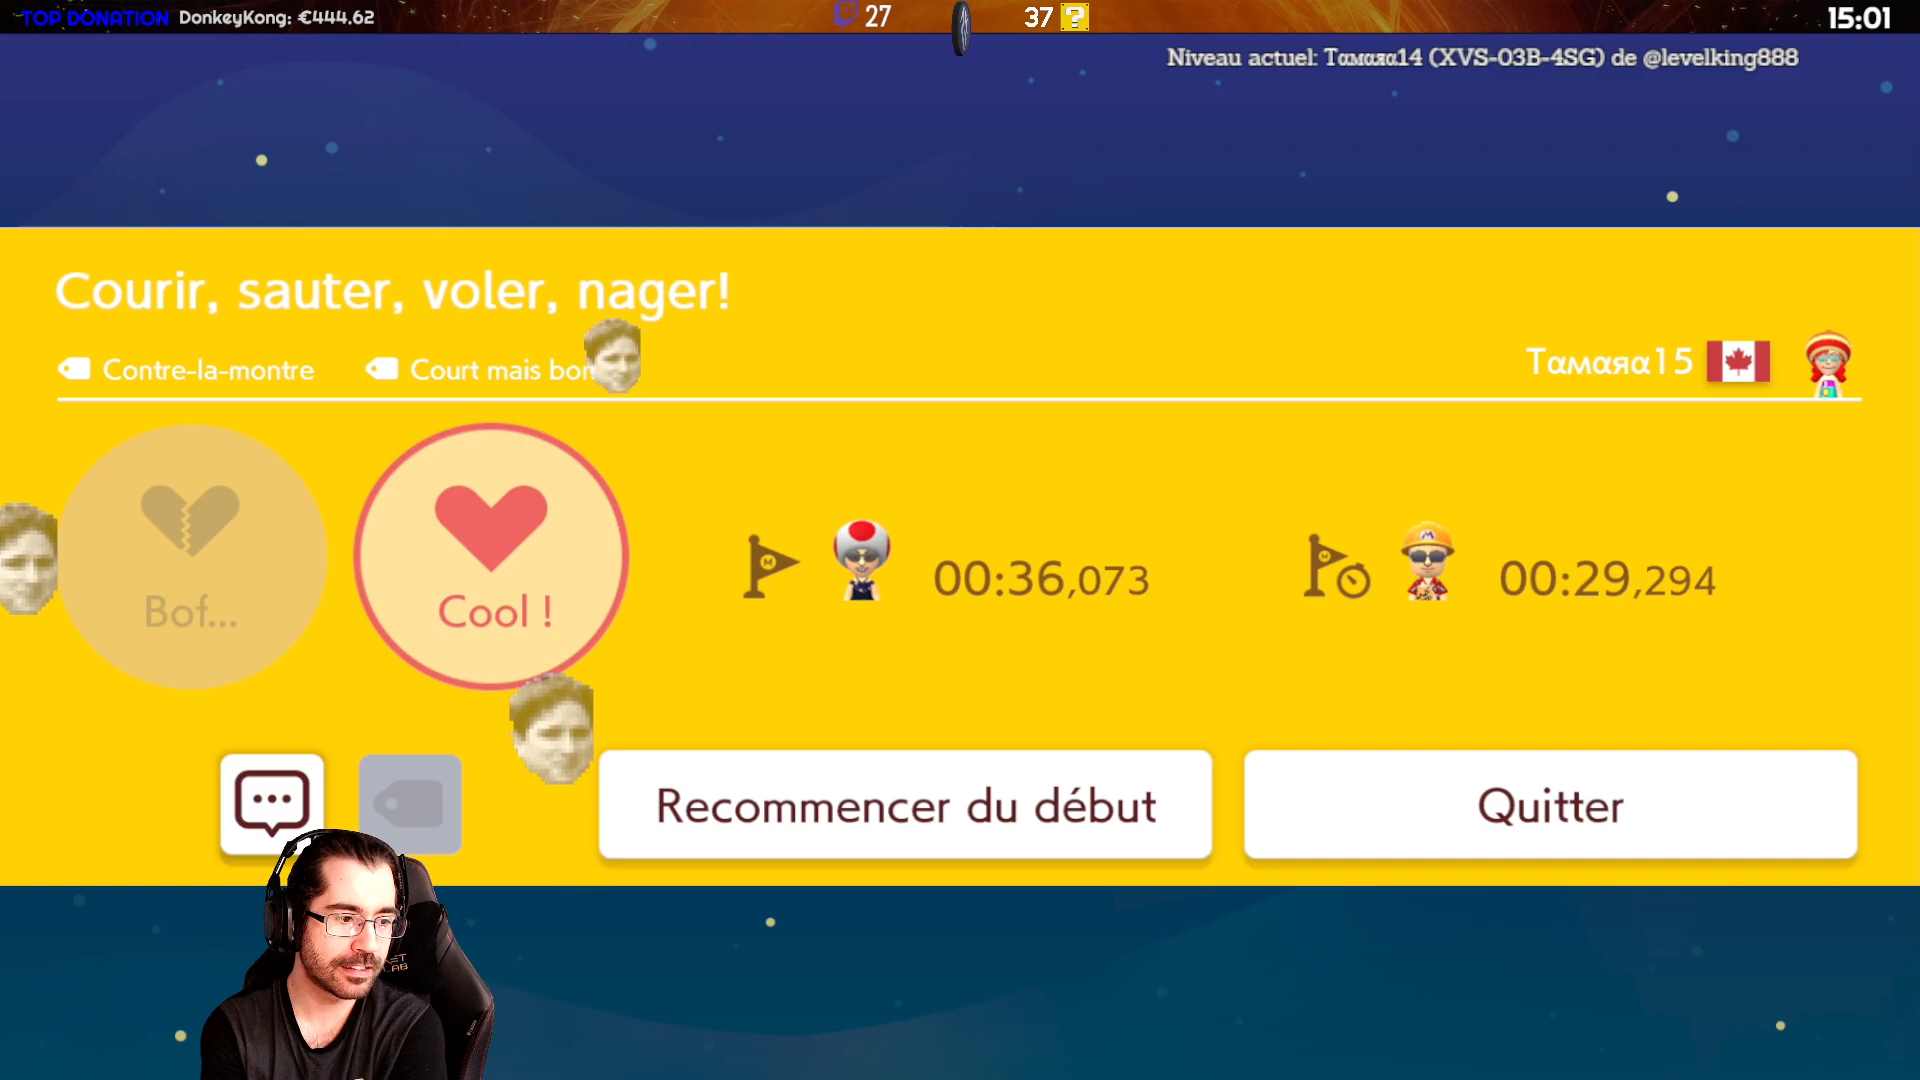 TOP DONATION DonkeyKong: €444.62
27
37 ?
15:01
Niveau actuel: Tαмαяα14 (XVS-03B-4SG) de @levelking888
Courir, sauter, voler, nager!
Contre-la-montre
Court mais bon
Tαмαяα15
Bof...
Cool !
00:36,073
00:29,294
Recommencer du début
Quitter